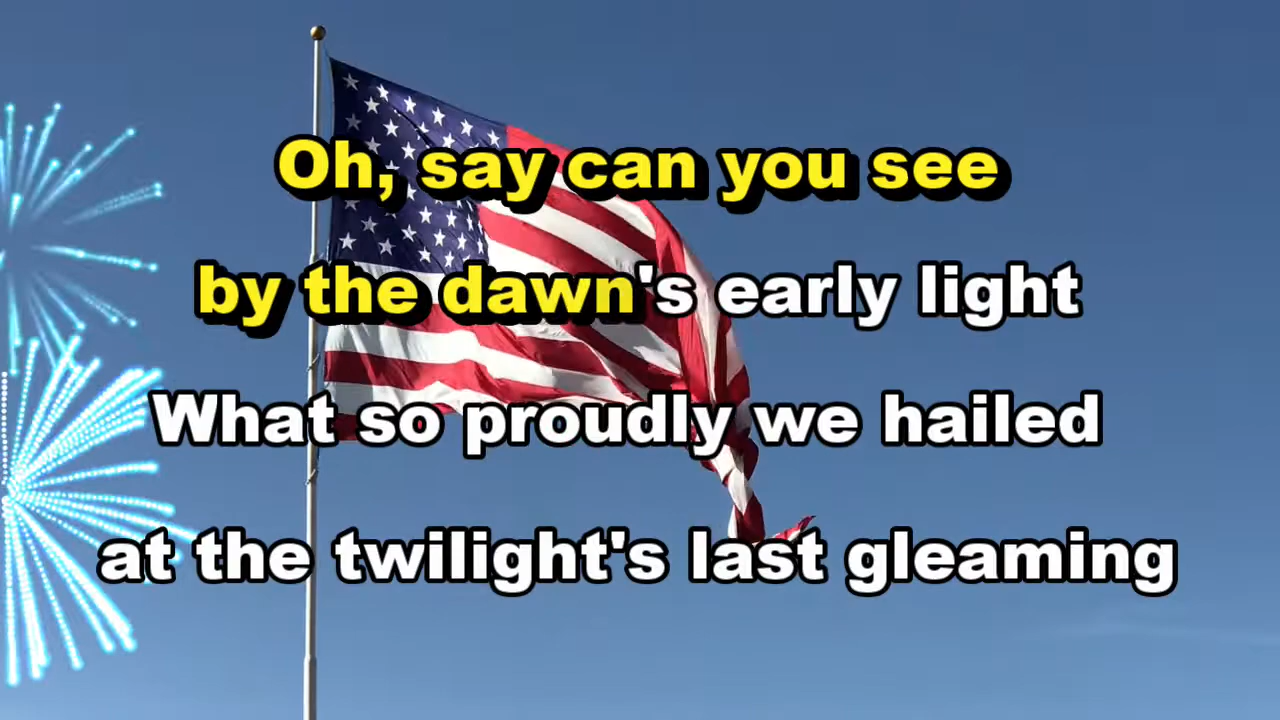 Oh, say can you see
by the dawn's early light
What so proudly we hailed
at the twilight's last gleaming